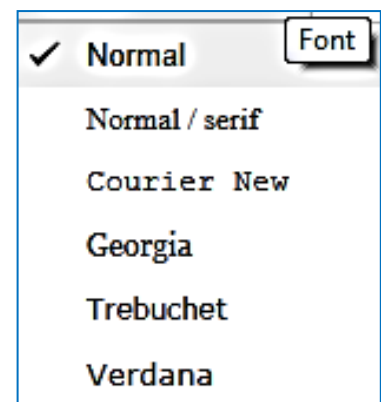 ✓ Normal
Font
Normal / serif
Courier New
Georgia
Trebuchet
Verdana